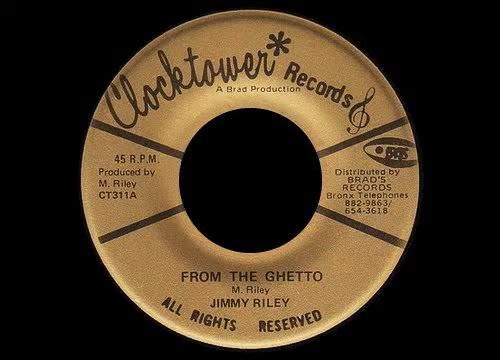 Clocktower* Records
A Brad Production
45 R.P.M.
Produced by
M. Riley
CT311A
Distributed by
BRAD'S
RECORDS
Bronx Telephones
882-9863/
654-3618
FROM THE GHETTO
M. Riley
JIMMY RILEY
ALL RIGHTS RESERVED